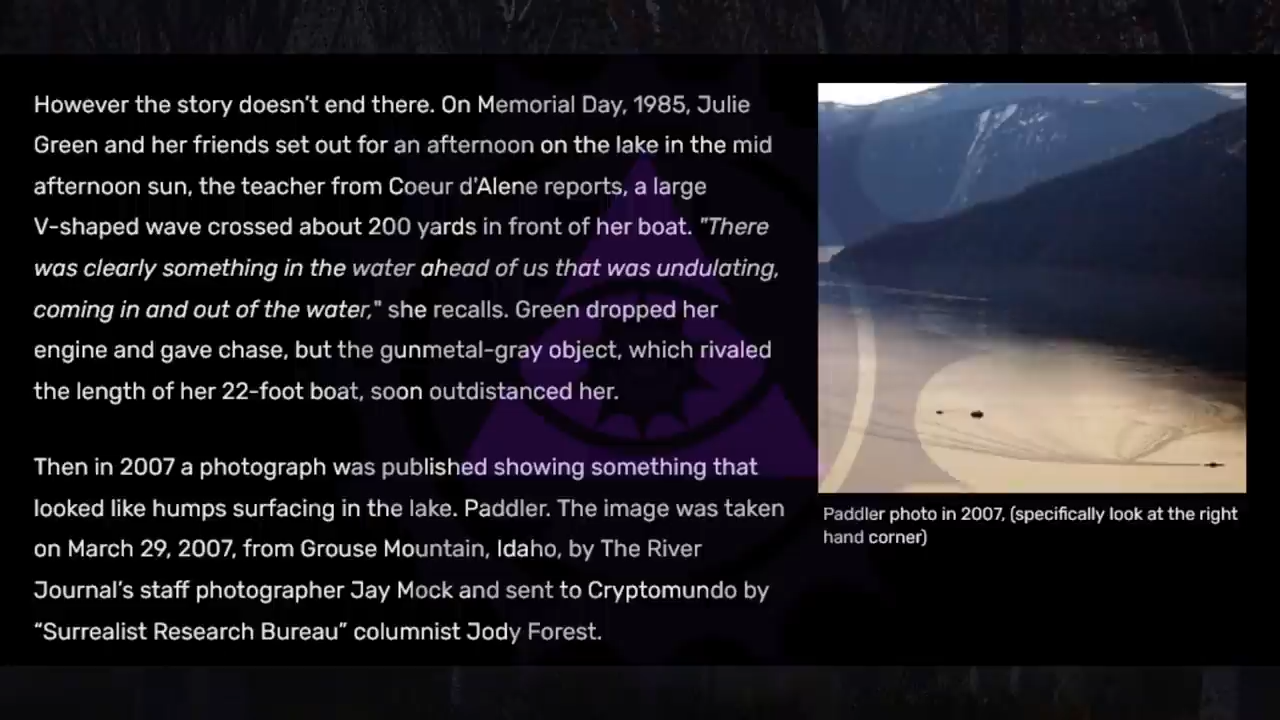 However the story doesn’t end there. On Memorial Day, 1985, Julie
Green and her friends set out for an afternoon on the lake in the mid
afternoon sun, the teacher from Coeur d’Alene reports, a large
V-shaped wave crossed about 200 yards in front of her boat. "There
was clearly something in the water ahead of us that was undulating,
coming in and out of the water," she recalls. Green dropped her
engine and gave chase, but the gunmetal-gray object, which rivaled
the length of her 22-foot boat, soon outdistanced her.
Then in 2007 a photograph was published showing something that
looked like humps surfacing in the lake. Paddler. The image was taken
on March 29, 2007, from Grouse Mountain, Idaho, by The River
Journal’s staff photographer Jay Mock and sent to Cryptomundo by
“Surrealist Research Bureau” columnist Jody Forest.
Paddler photo in 2007, (specifically look at the right
hand corner)